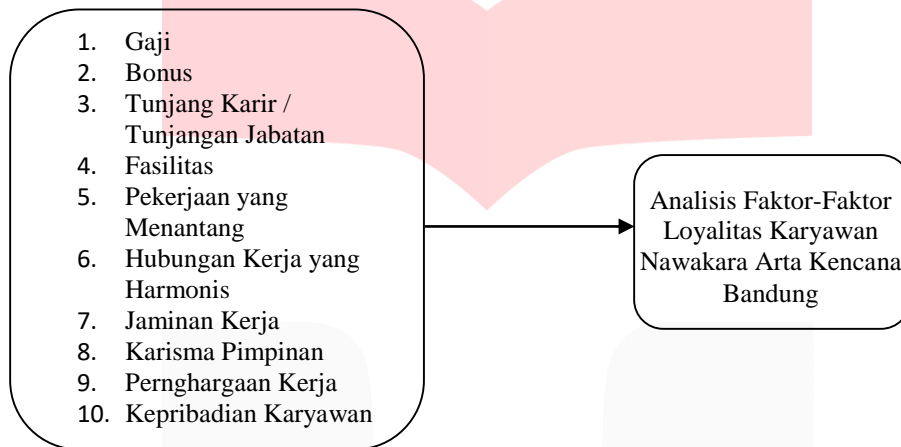 1. Gaji
2. Bonus
3. Tunjang Karir /
Tunjangan Jabatan
4. Fasilitas
5. Pekerjaan yang
Menantang
6. Hubungan Kerja yang
Harmonis
7. Jaminan Kerja
8. Karisma Pimpinan
9. Pernghargaan Kerja
10. Kepribadian Karyawan
Analisis Faktor-Faktor
Loyalitas Karyawan
Nawakara Arta Kencana
Bandung